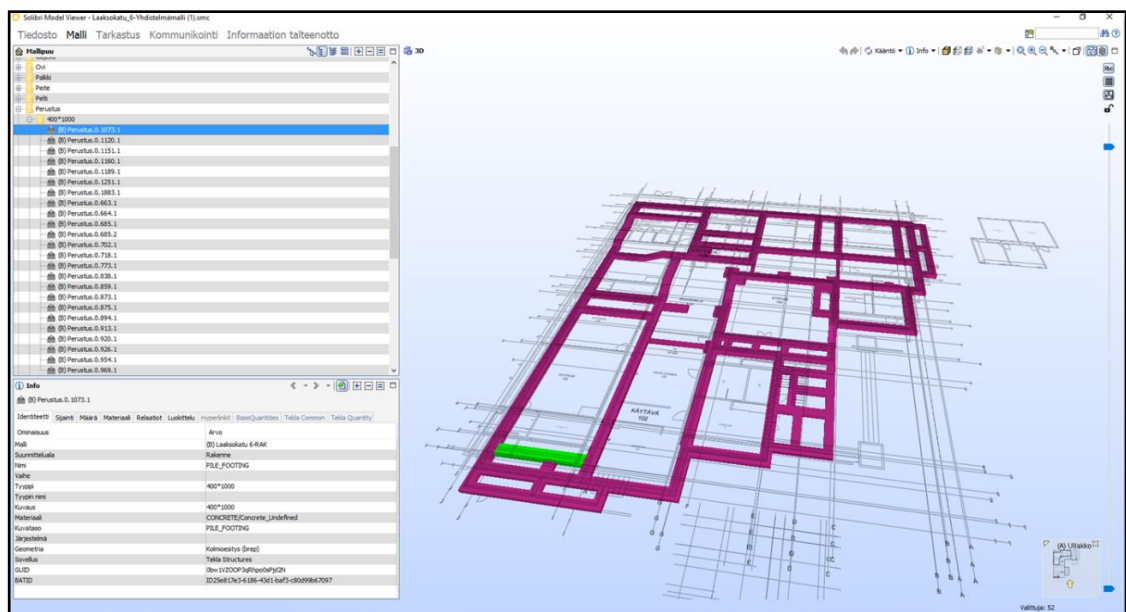 Solibri Model Viewer - Laaksokatu_6-Yhdistelmämalli (1).smc
Tiedosto Malli Tarkastus Kommunikointi Informaation talteenotto
Mallipuu
3D
Kääntö Info
Ovi
Palkki
Peite
Pelti
Perustus
400*1000
(B) Perustus.0.1073.1
(B) Perustus.0.1120.1
(B) Perustus.0.1151.1
(B) Perustus.0.1160.1
(B) Perustus.0.1189.1
(B) Perustus.0.1251.1
(B) Perustus.0.1883.1
(B) Perustus.0.663.1
(B) Perustus.0.664.1
(B) Perustus.0.685.1
(B) Perustus.0.685.2
(B) Perustus.0.702.1
(B) Perustus.0.718.1
(B) Perustus.0.773.1
(B) Perustus.0.838.1
(B) Perustus.0.859.1
(B) Perustus.0.873.1
(B) Perustus.0.875.1
(B) Perustus.0.894.1
(B) Perustus.0.913.1
(B) Perustus.0.920.1
(B) Perustus.0.926.1
(B) Perustus.0.954.1
(B) Perustus.0.969.1
Info
(B) Perustus.0.1073.1
Identiteetti Sijainti Määrä Materiaali Relaatiot Luokittelu Hyperlinkit BaseQuantities Tekla Common Tekla Quantity
Ominaisuus Arvo
Malli (B) Laaksokatu 6-RAK
Suunnitteluala Rakenne
Nimi PILE_FOOTING
Vaihe
Tyyppi 400*1000
Tyypin nimi
Kuvaus 400*1000
Materiaali CONCRETE/Concrete_Undefined
Kuvataso PILE_FOOTING
Järjestelmä
Geometria Kolmioesitys (brep)
Sovellus Tekla Structures
GUID
BATID ID25e817e3-6186-43d1-baf3-c80d99b67097
KÄYTÄVÄ
102
(A) Ullakko
Valittuja: 52